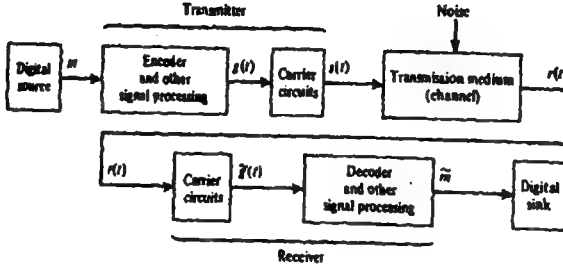 Transmitter
Noise
Digital
source
m
Encoder
and other
signal processing
g(t)
Carrier
circuits
s(t)
Transmission medium
(channel)
r(t
r(t)
Carrier
circuits
g̃(t)
Decoder
and other
signal processing
m̃
Digital
sink
Receiver